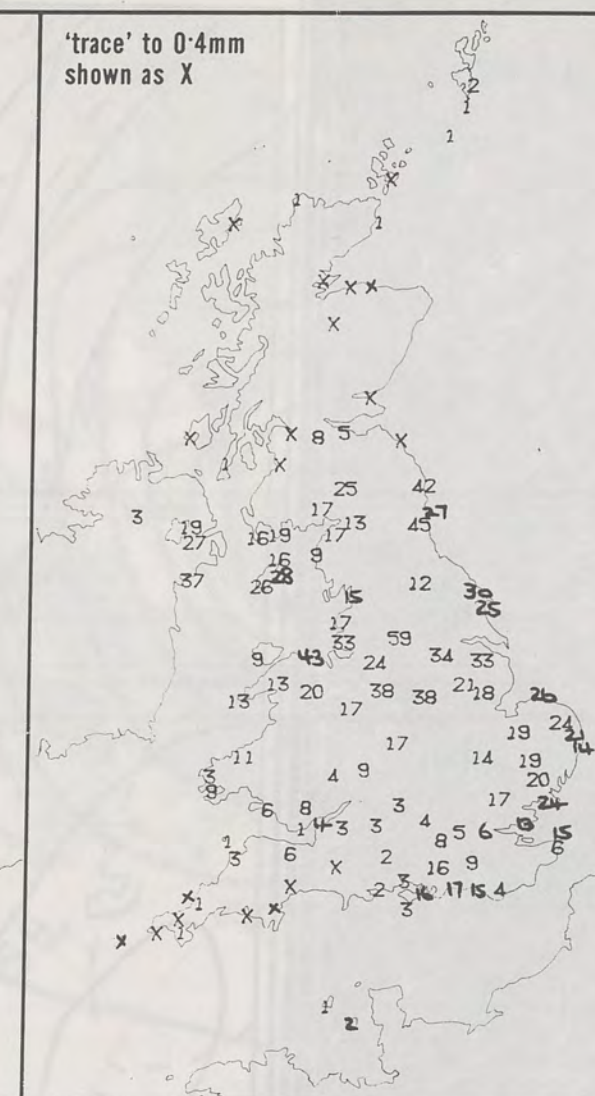 ‘trace’ to 0·4mm
shown as X
2
1
1
X
1
X
1
X X X
X
X
X X 8 5 X
1 X
25 42
3 17 27
19 16 19 13 45
27 17
16 9
37 28
26 15 12 30
25
17
33 59
9 43 24 34 33
13 20 38 38 21 18 26
13 17
24
19 21
14
11 17 14 19
3 4 9 20
9
6 8 3 17 24
1 4 3 3 4 5 6 13 15
1 8 6
3 6 2 9
X 16
X 3
X 1 X X 2 16 17 15 4
X 3
X X 1
1
2